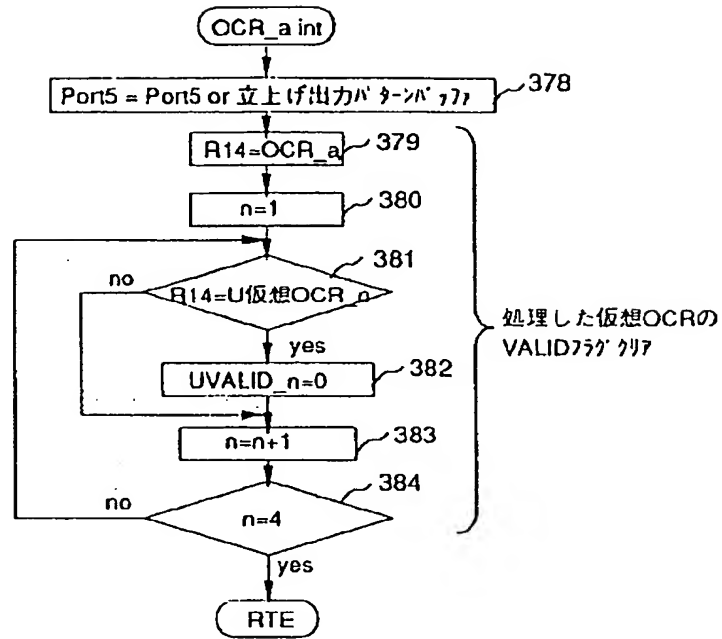 OCR_a int
Port5 = Port5 or 立上げ出力パターンバッファ
378
R14=OCR_a
379
n=1
380
381
no
R14=U仮想OCR_n
yes
UVALID_n=0
382
n=n+1
383
384
no
n=4
yes
RTE
処理した仮想OCRの
VALIDフラグクリア